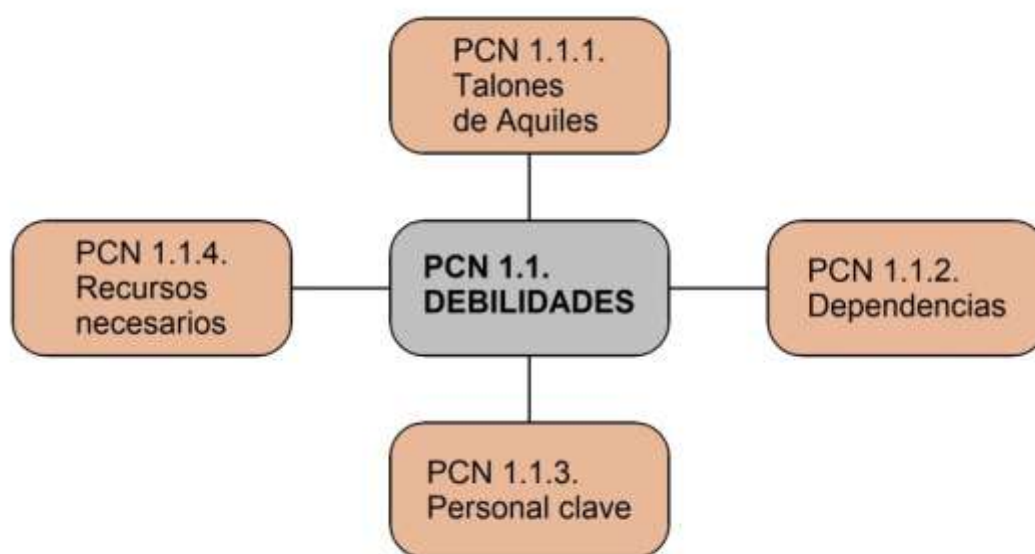 PCN 1.1.1.
Talones
de Aquiles
PCN 1.1.4.
Recursos
necesarios
PCN 1.1.
DEBILIDADES
PCN 1.1.2.
Dependencias
PCN 1.1.3.
Personal clave